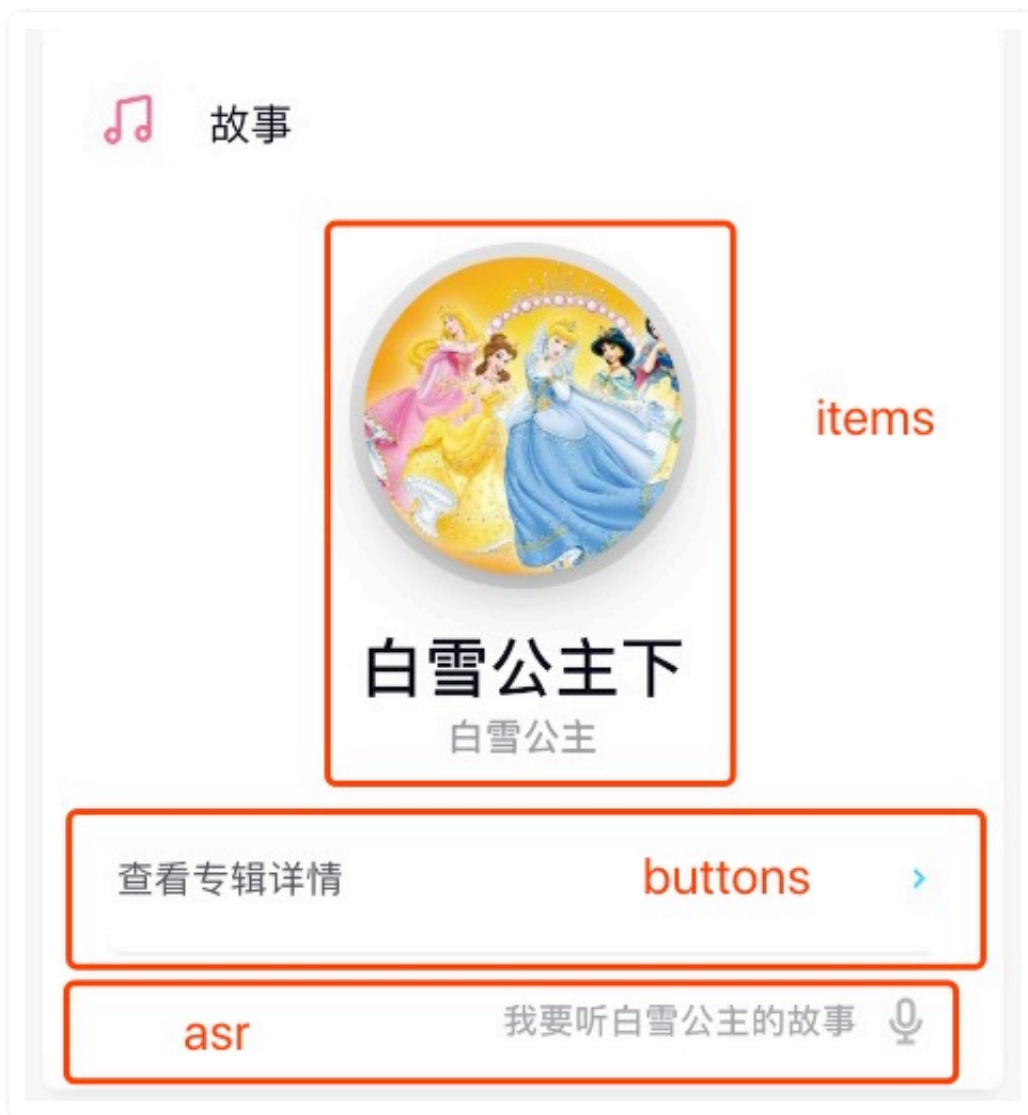 故事
items
白雪公主下
白雪公主
查看专辑详情 buttons
asr 我要听白雪公主的故事